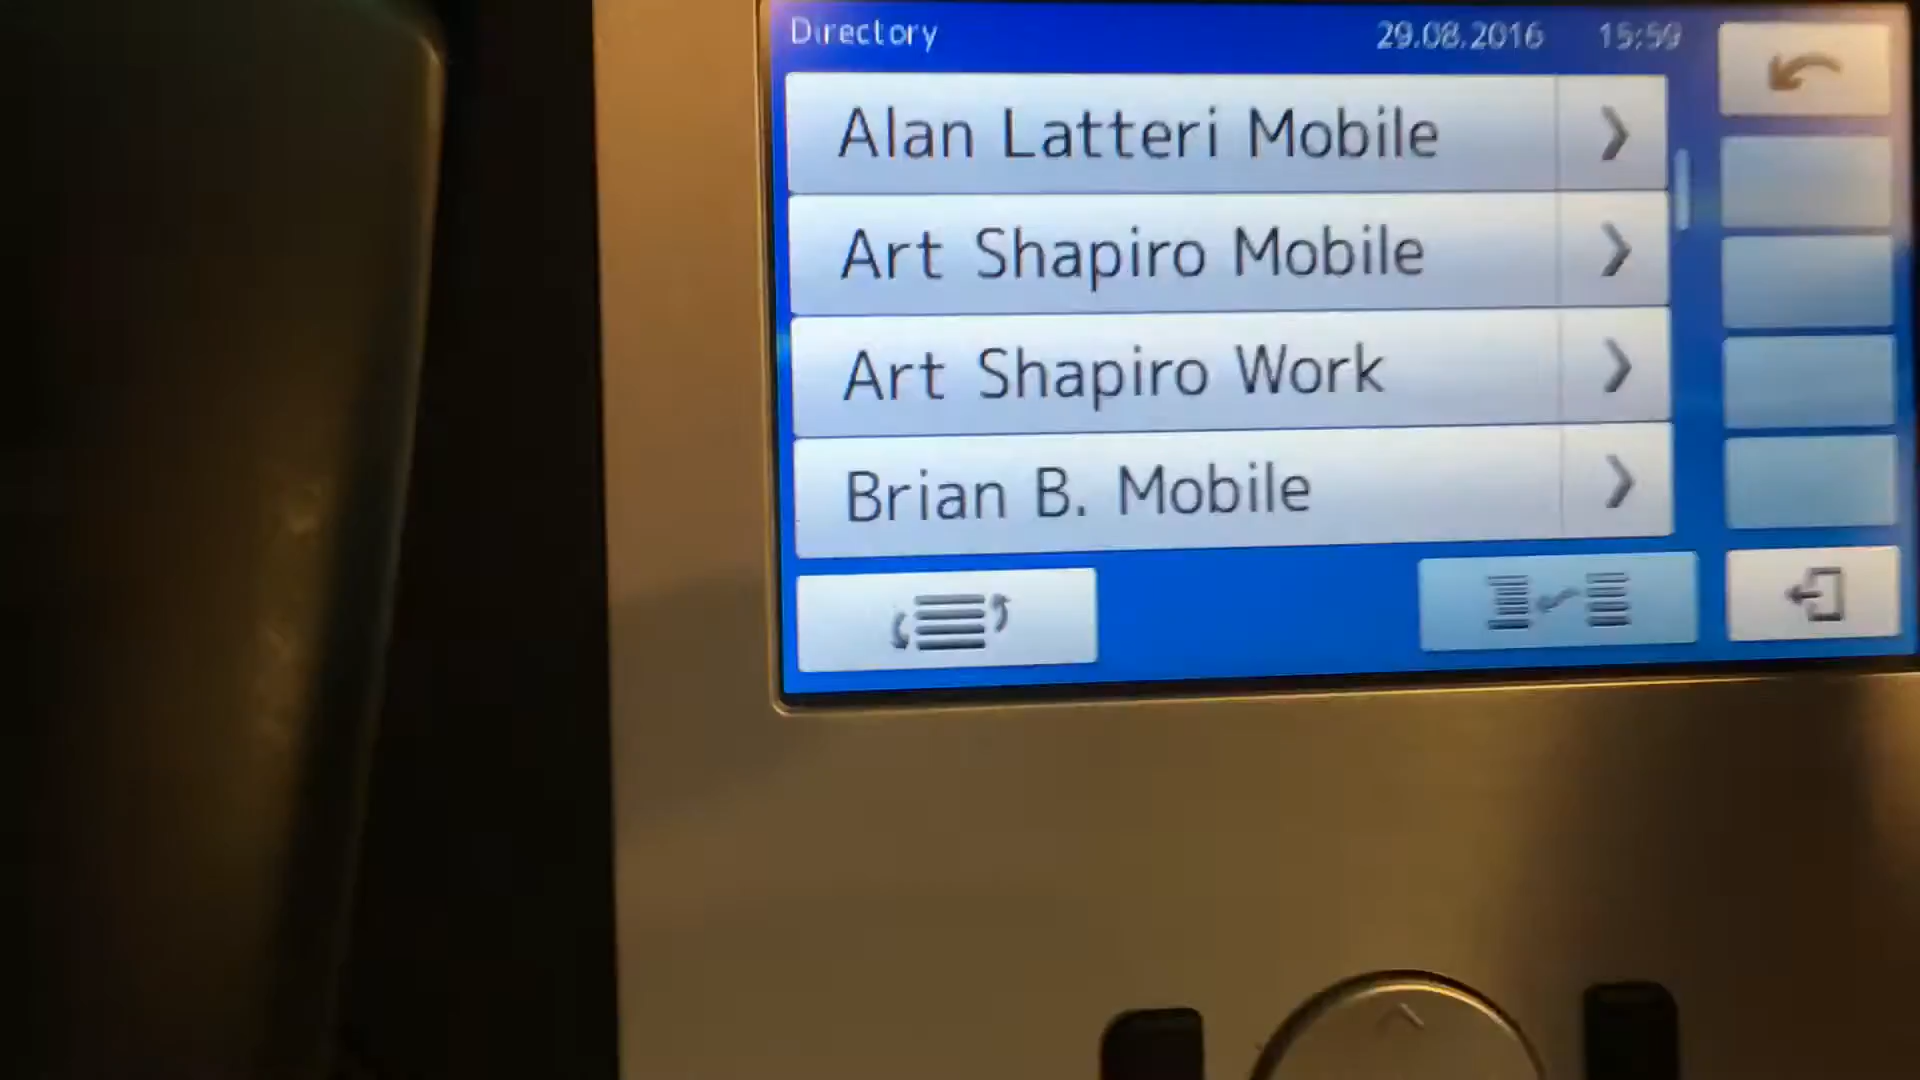 Directory 29.08.2016 15:59
Alan Latteri Mobile
Art Shapiro Mobile
Art Shapiro Work
Brian B. Mobile